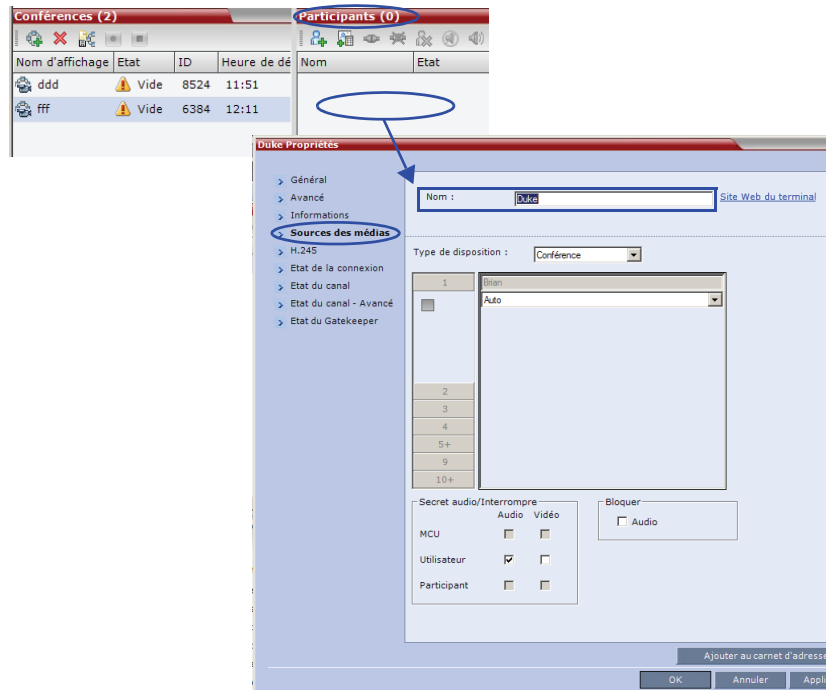 Conférences (2)
Participants (0)
Nom d'affichage Etat ID Heure de dé
Nom Etat
ddd Vide 8524 11:51
fff Vide 6384 12:11
Duke Propriétés
Général
Avancé
Informations
Sources des médias
H.245
Etat de la connexion
Etat du canal
Etat du canal - Avancé
Etat du Gatekeeper
Nom : Duke Site Web du terminal
Type de disposition : Conférence
1 Brian
Auto
2
3
4
5+
9
10+
Secret audio/Interrompre
Audio Vidéo
MCU
Utilisateur
Participant
Bloquer
Audio
Ajouter au carnet d'adresse
OK Annuler Appli